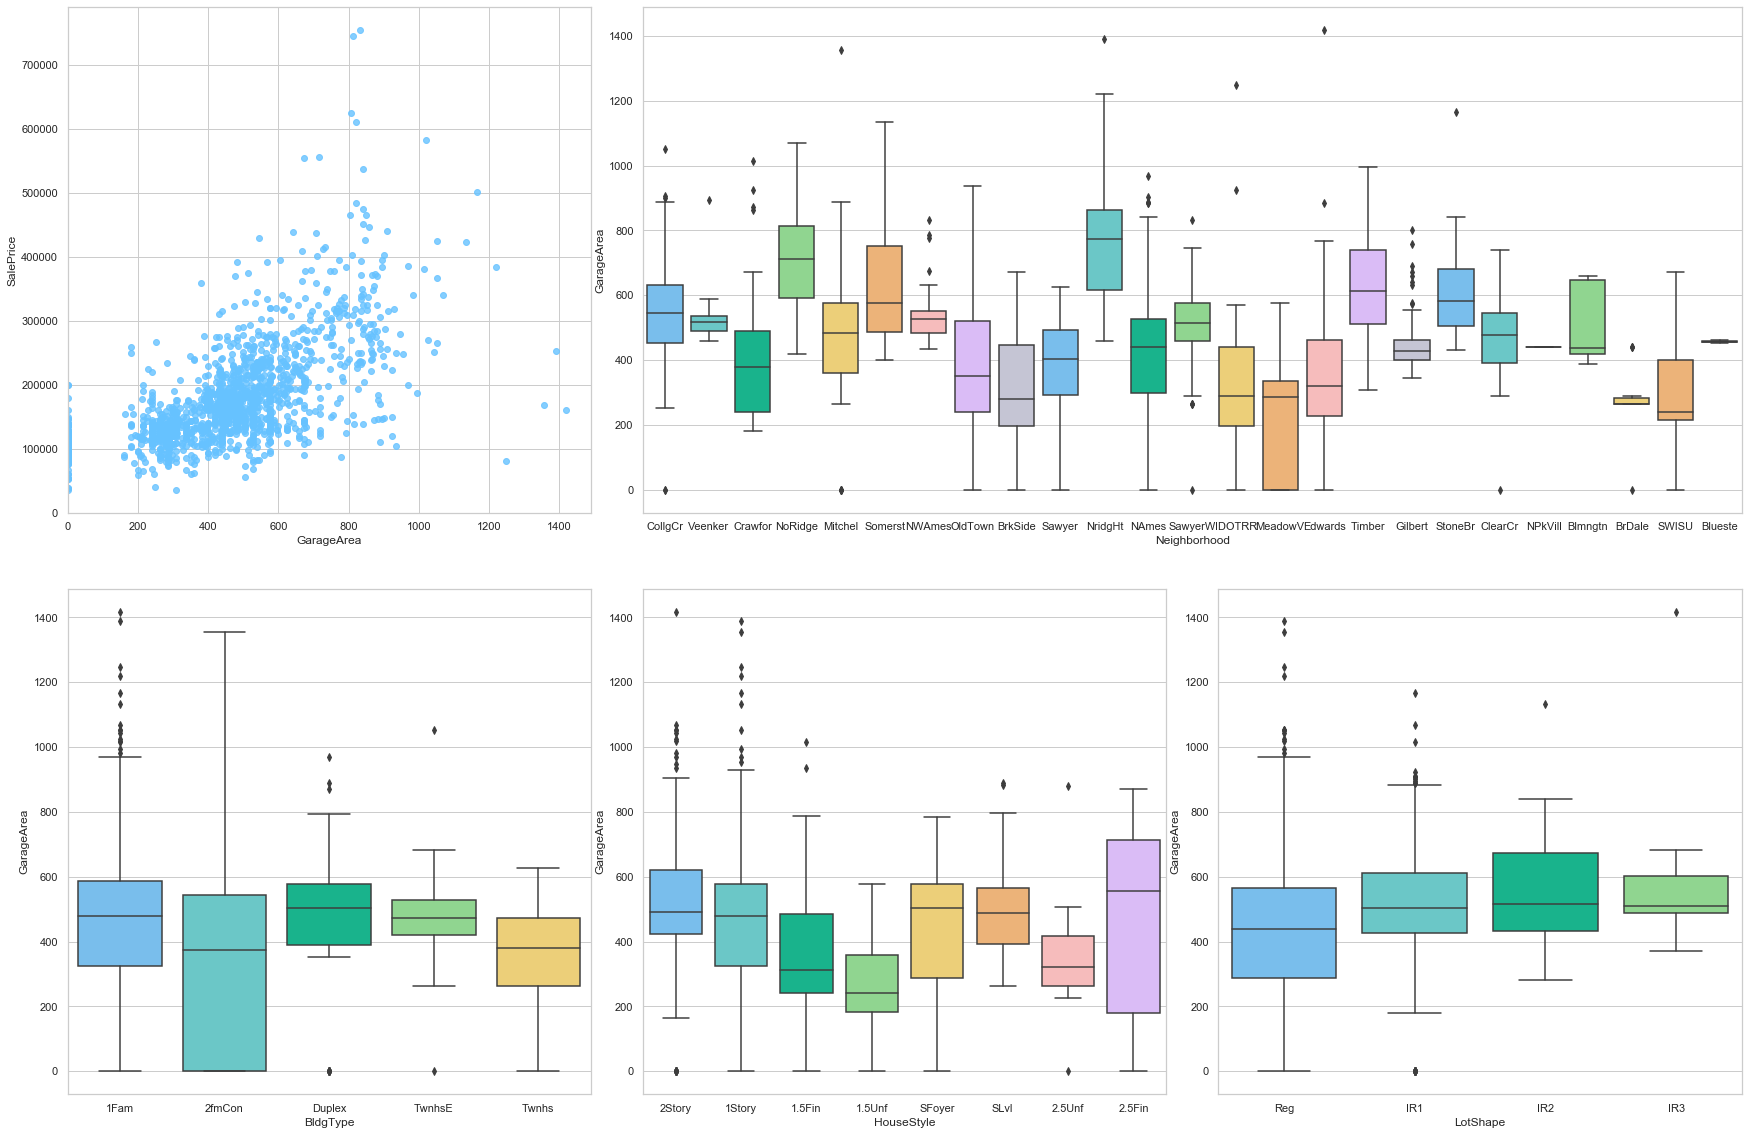 700000
600000
500000
400000
300000
200000
100000
0
SalePrice
0 200 400 600 800 1000 1200 1400
GarageArea
1400
1200
1000
800
600
400
200
0
GarageArea
CollgCr Veenker Crawfor NoRidge Mitchel Somerst NWAmes OldTown BrkSide Sawyer NridgHt NAmes SawyerW IDOTRR MeadowV Edwards Timber Gilbert StoneBr ClearCr NPkVill Blmngtn BrDale SWISU Blueste
Neighborhood
1400
1200
1000
800
600
400
200
0
GarageArea
1Fam 2fmCon Duplex TwnhsE Twnhs
BldgType
1400
1200
1000
800
600
400
200
0
GarageArea
2Story 1Story 1.5Fin 1.5Unf SFoyer SLvl 2.5Unf 2.5Fin
HouseStyle
1400
1200
1000
800
600
400
200
0
GarageArea
Reg IR1 IR2 IR3
LotShape